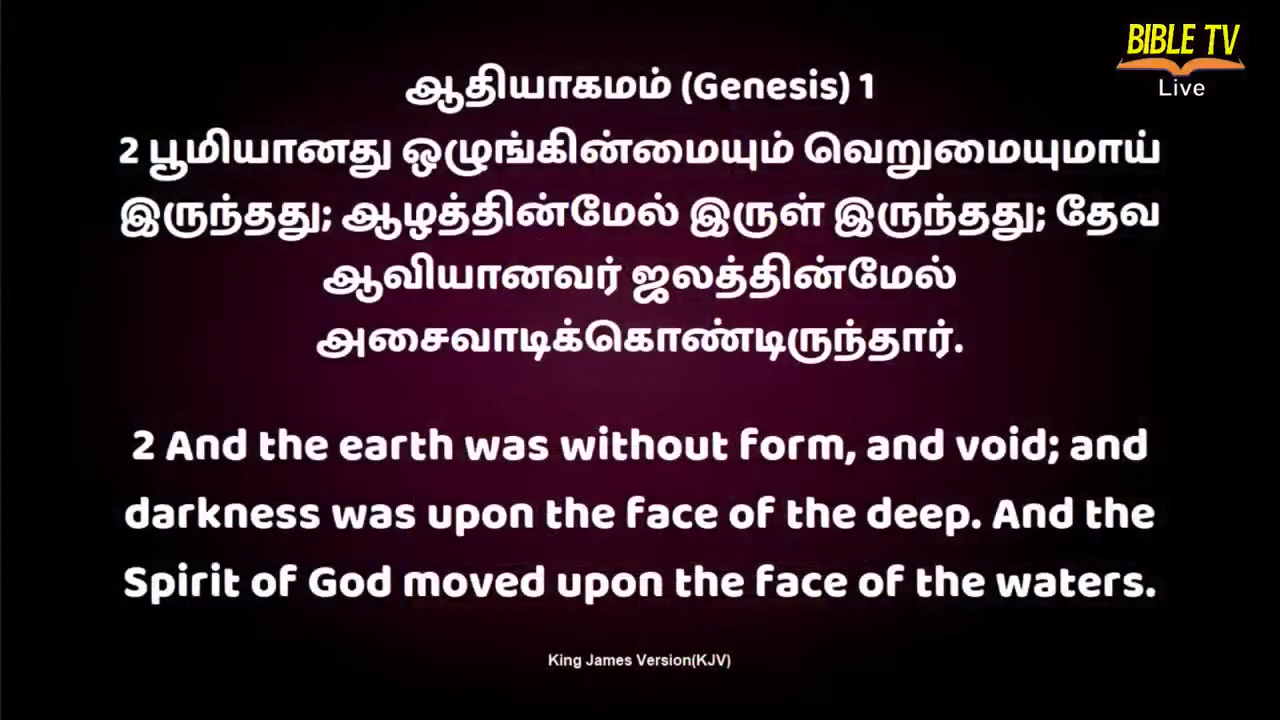 BIBLE TV
Live
ஆதியாகமம் (Genesis) 1
2 பூமியானது ஒழுங்கின்மையும் வெறுமையுமாய்
இருந்தது; ஆழத்தின்மேல் இருள் இருந்தது; தேவ
ஆவியானவர் ஜலத்தின்மேல்
அசைவாடிக்கொண்டிருந்தார்.
2 And the earth was without form, and void; and
darkness was upon the face of the deep. And the
Spirit of God moved upon the face of the waters.
King James Version(KJV)